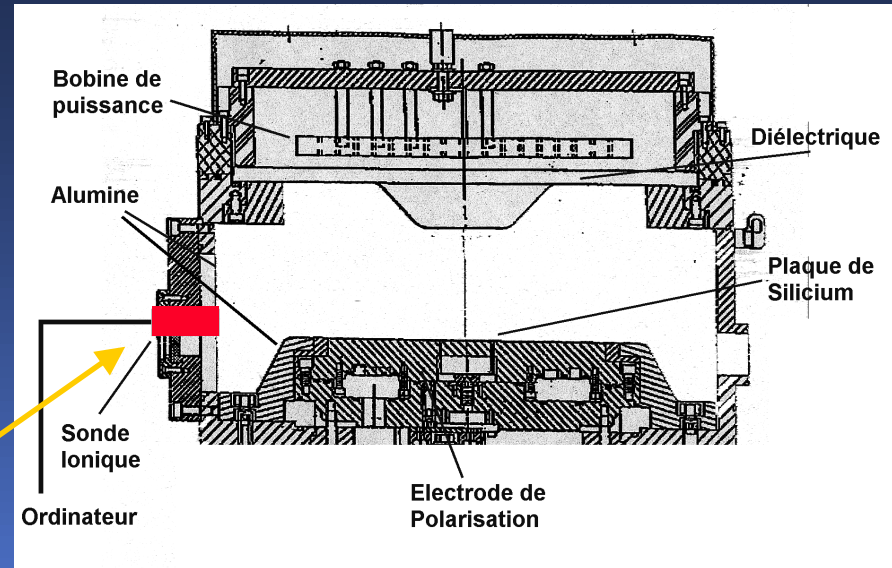 Bobine de
puissance
Diélectrique
Alumine
Plaque de
Silicium
Sonde
Ionique
Electrode de
Polarisation
Ordinateur